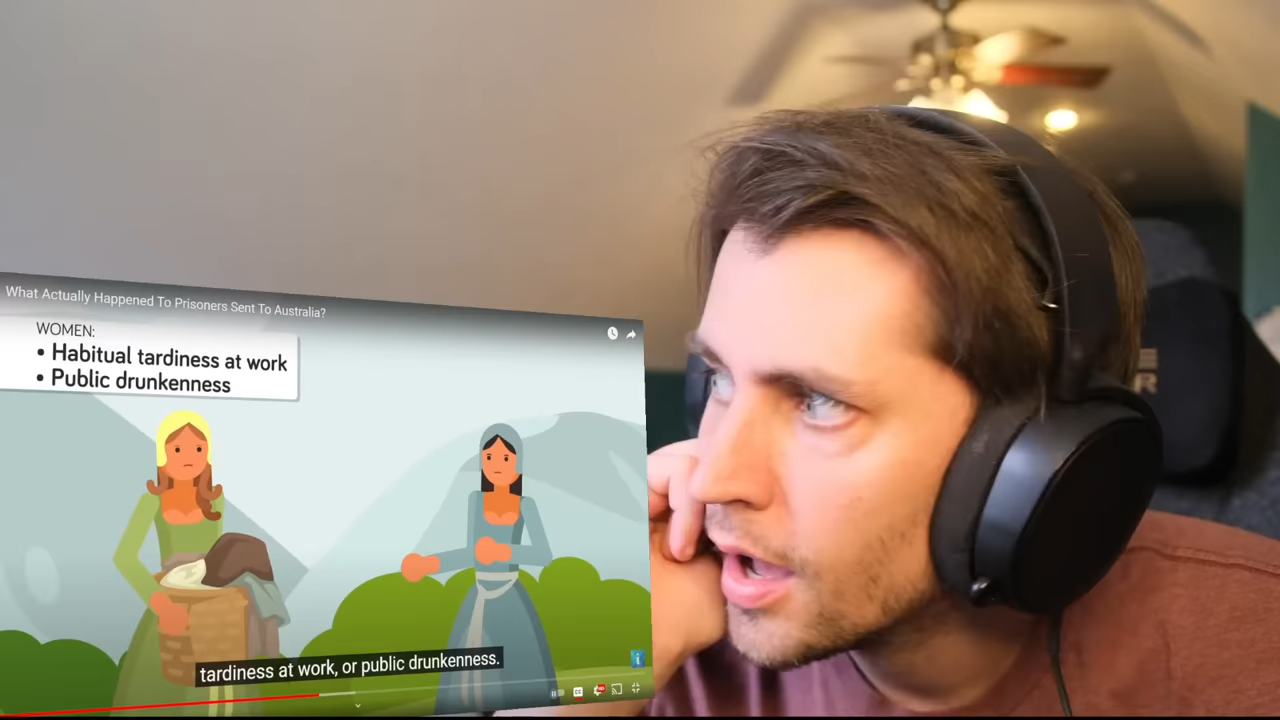 What Actually Happened To Prisoners Sent To Australia?
WOMEN:
• Habitual tardiness at work
• Public drunkenness
tardiness at work, or public drunkenness.